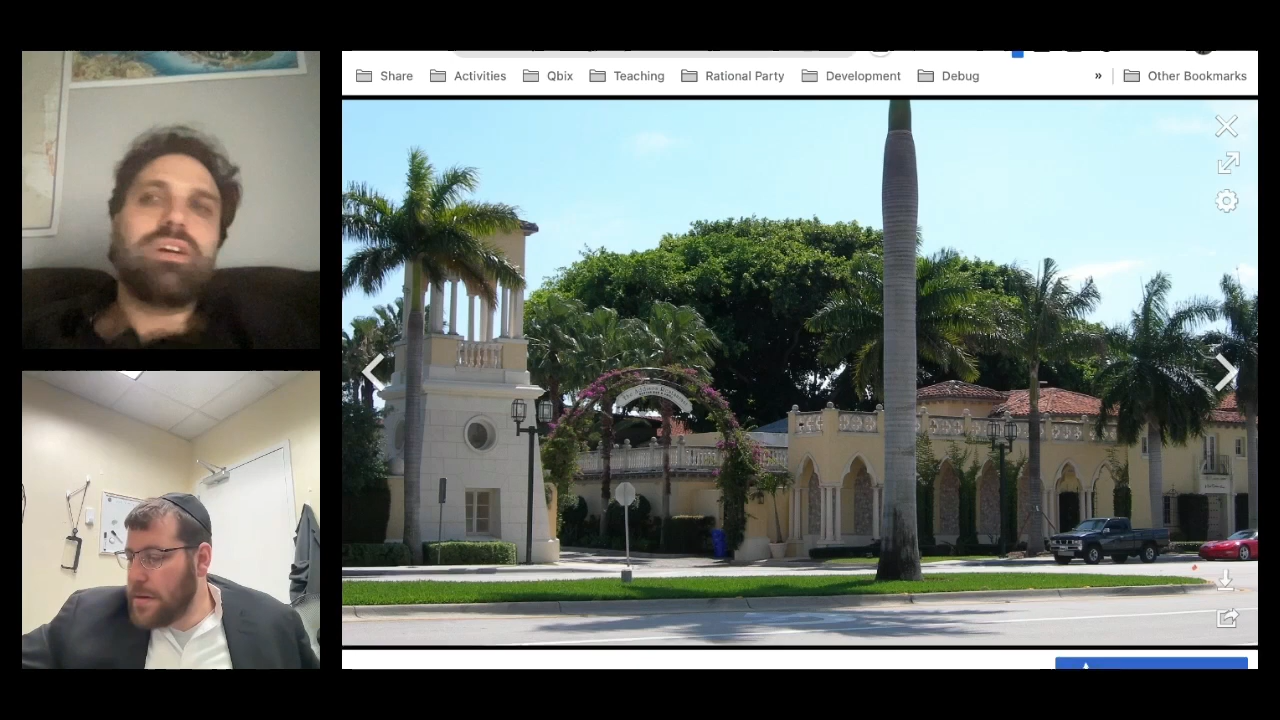 Share Activities Qbix Teaching Rational Party Development Debug » Other Bookmarks